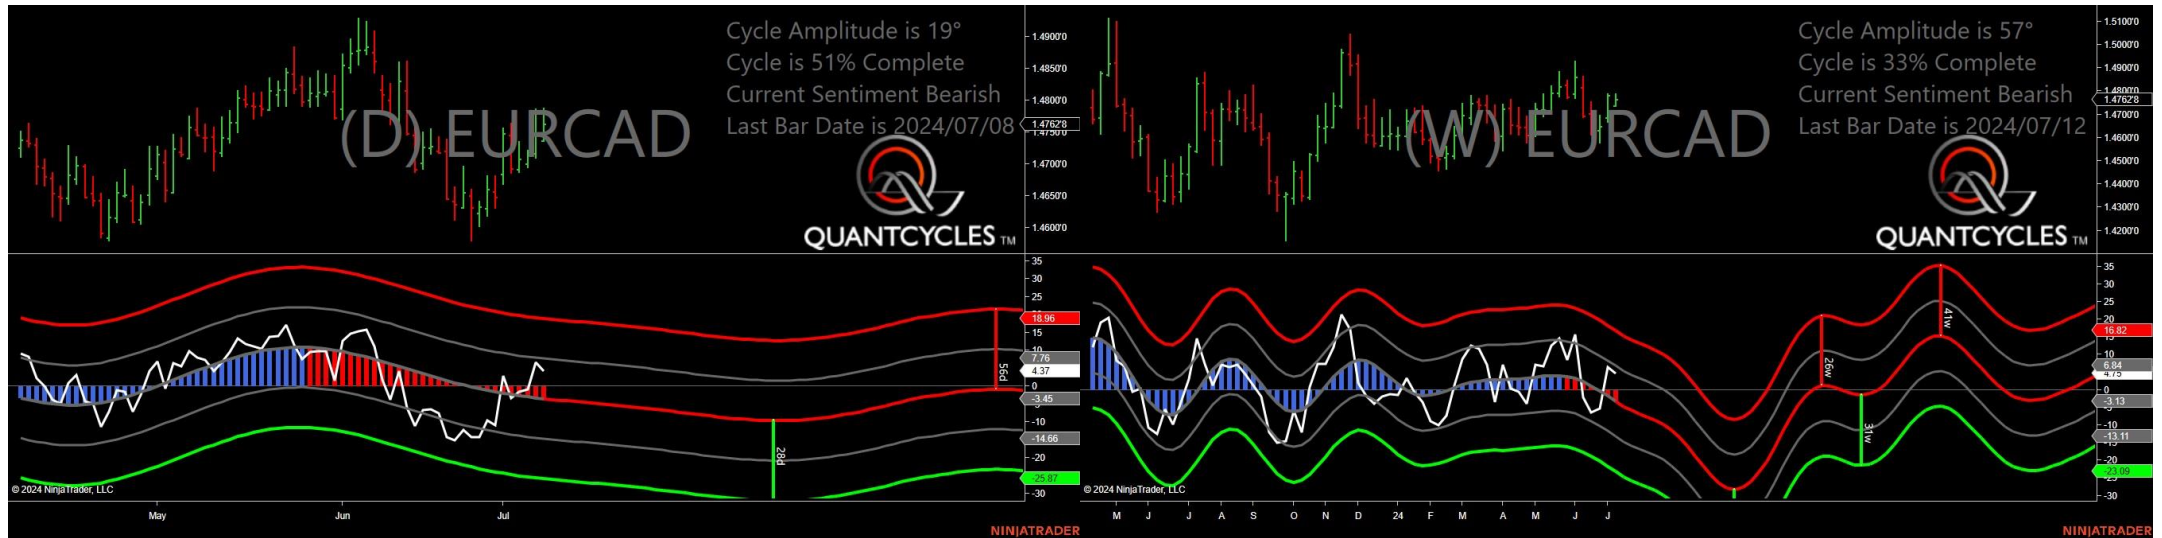 Cycle Amplitude is 19°
Cycle is 51% Complete
Current Sentiment Bearish
Last Bar Date is 2024/07/08
(D) EURCAD
QUANTCYCLES TM
1.4900'0
1.4850'0
1.4800'0
1.4762'8
1.4750'0
1.4700'0
1.4650'0
1.4600'0
35
30
25
18.96
15
10
7.76
4.37
0
-3.45
-10
-14.66
-20
-25.87
-30
56d
28d
© 2024 NinjaTrader, LLC
May
Jun
Jul
NINJATRADER
Cycle Amplitude is 57°
Cycle is 33% Complete
Current Sentiment Bearish
Last Bar Date is 2024/07/12
(W) EURCAD
QUANTCYCLES TM
1.5100'0
1.5000'0
1.4900'0
1.4800'0
1.4762'8
1.4700'0
1.4600'0
1.4500'0
1.4400'0
1.4300'0
1.4200'0
35
30
25
20
16.82
10
6.84
4.75
0
-3.13
-10
-13.11
-20
-23.09
-30
26w
41w
31w
© 2024 NinjaTrader, LLC
M J J A S O N D 24 F M A M J J
NINJATRADER